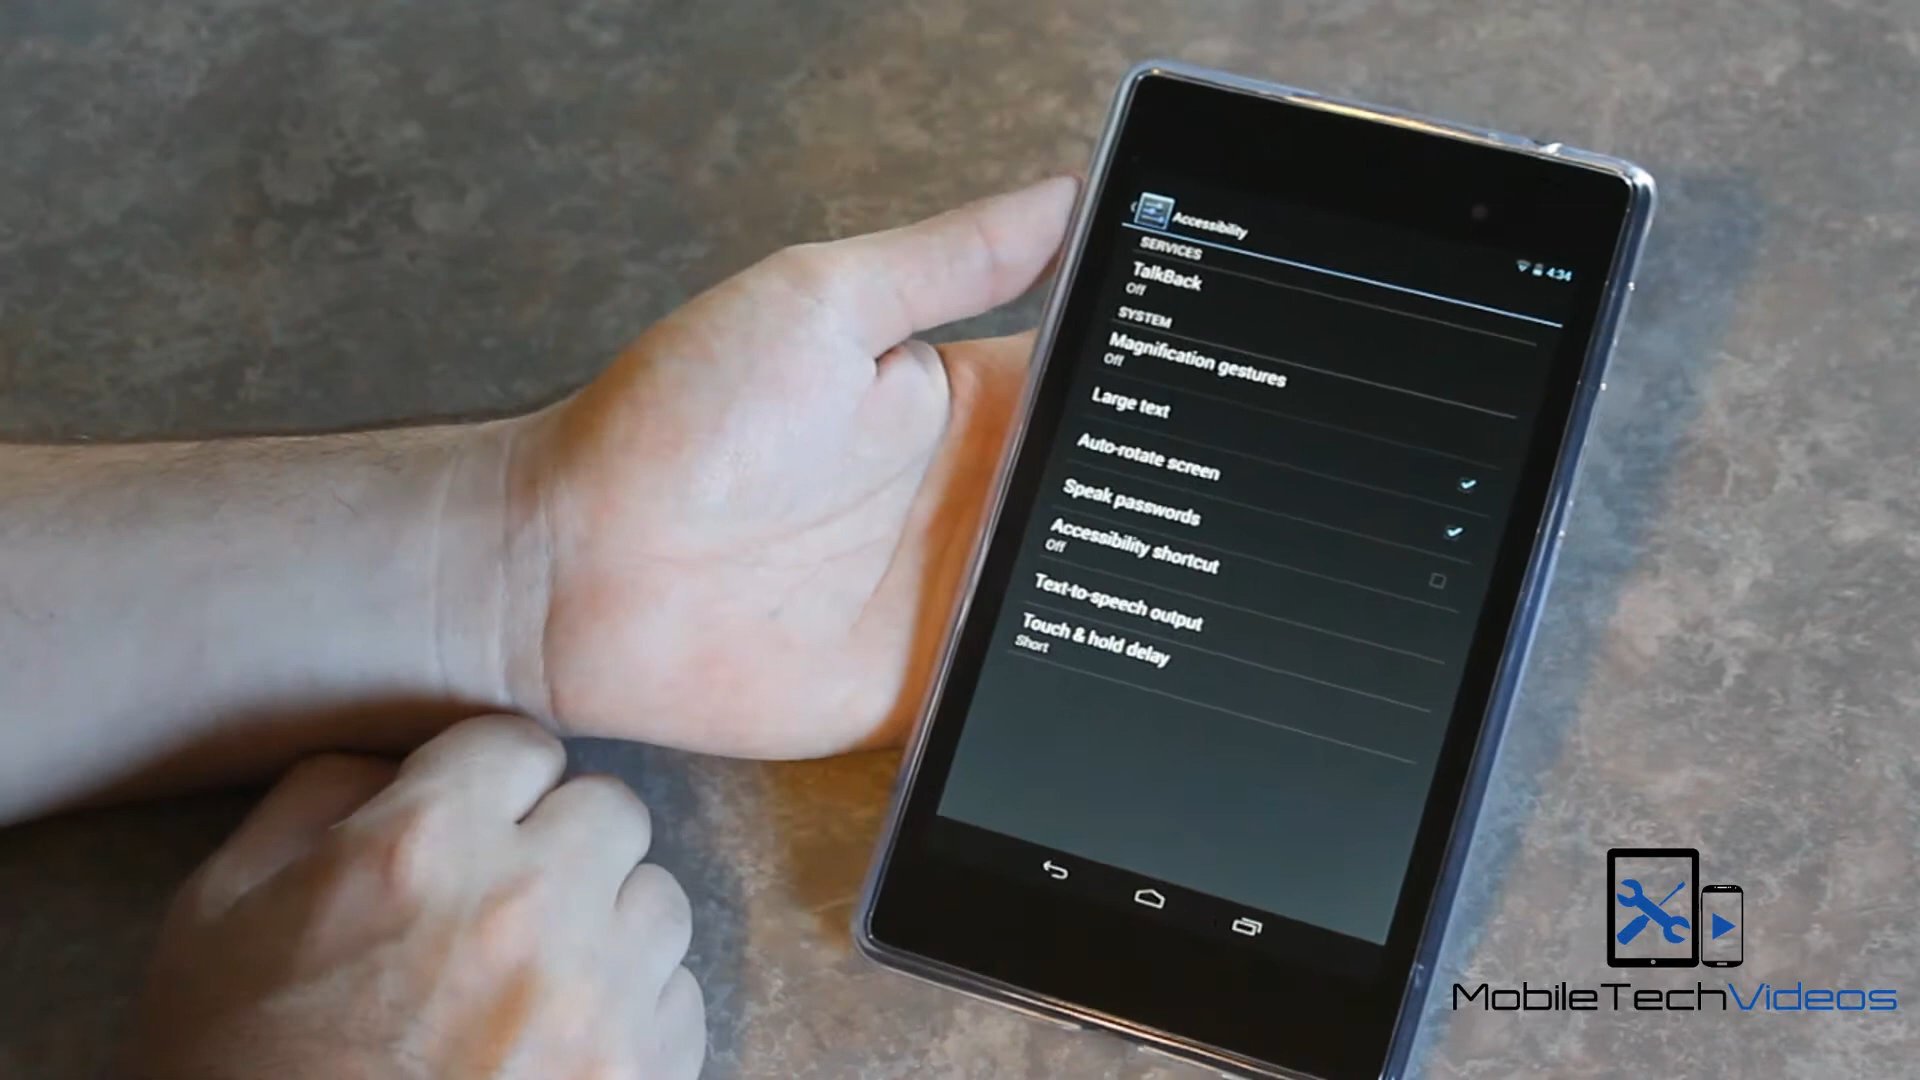 Accessibility
4:34
SERVICES
TalkBack
Off
SYSTEM
Magnification gestures
Off
Large text
Auto-rotate screen
Speak passwords
Accessibility shortcut
Off
Text-to-speech output
Touch & hold delay
Short
MobileTechVideos